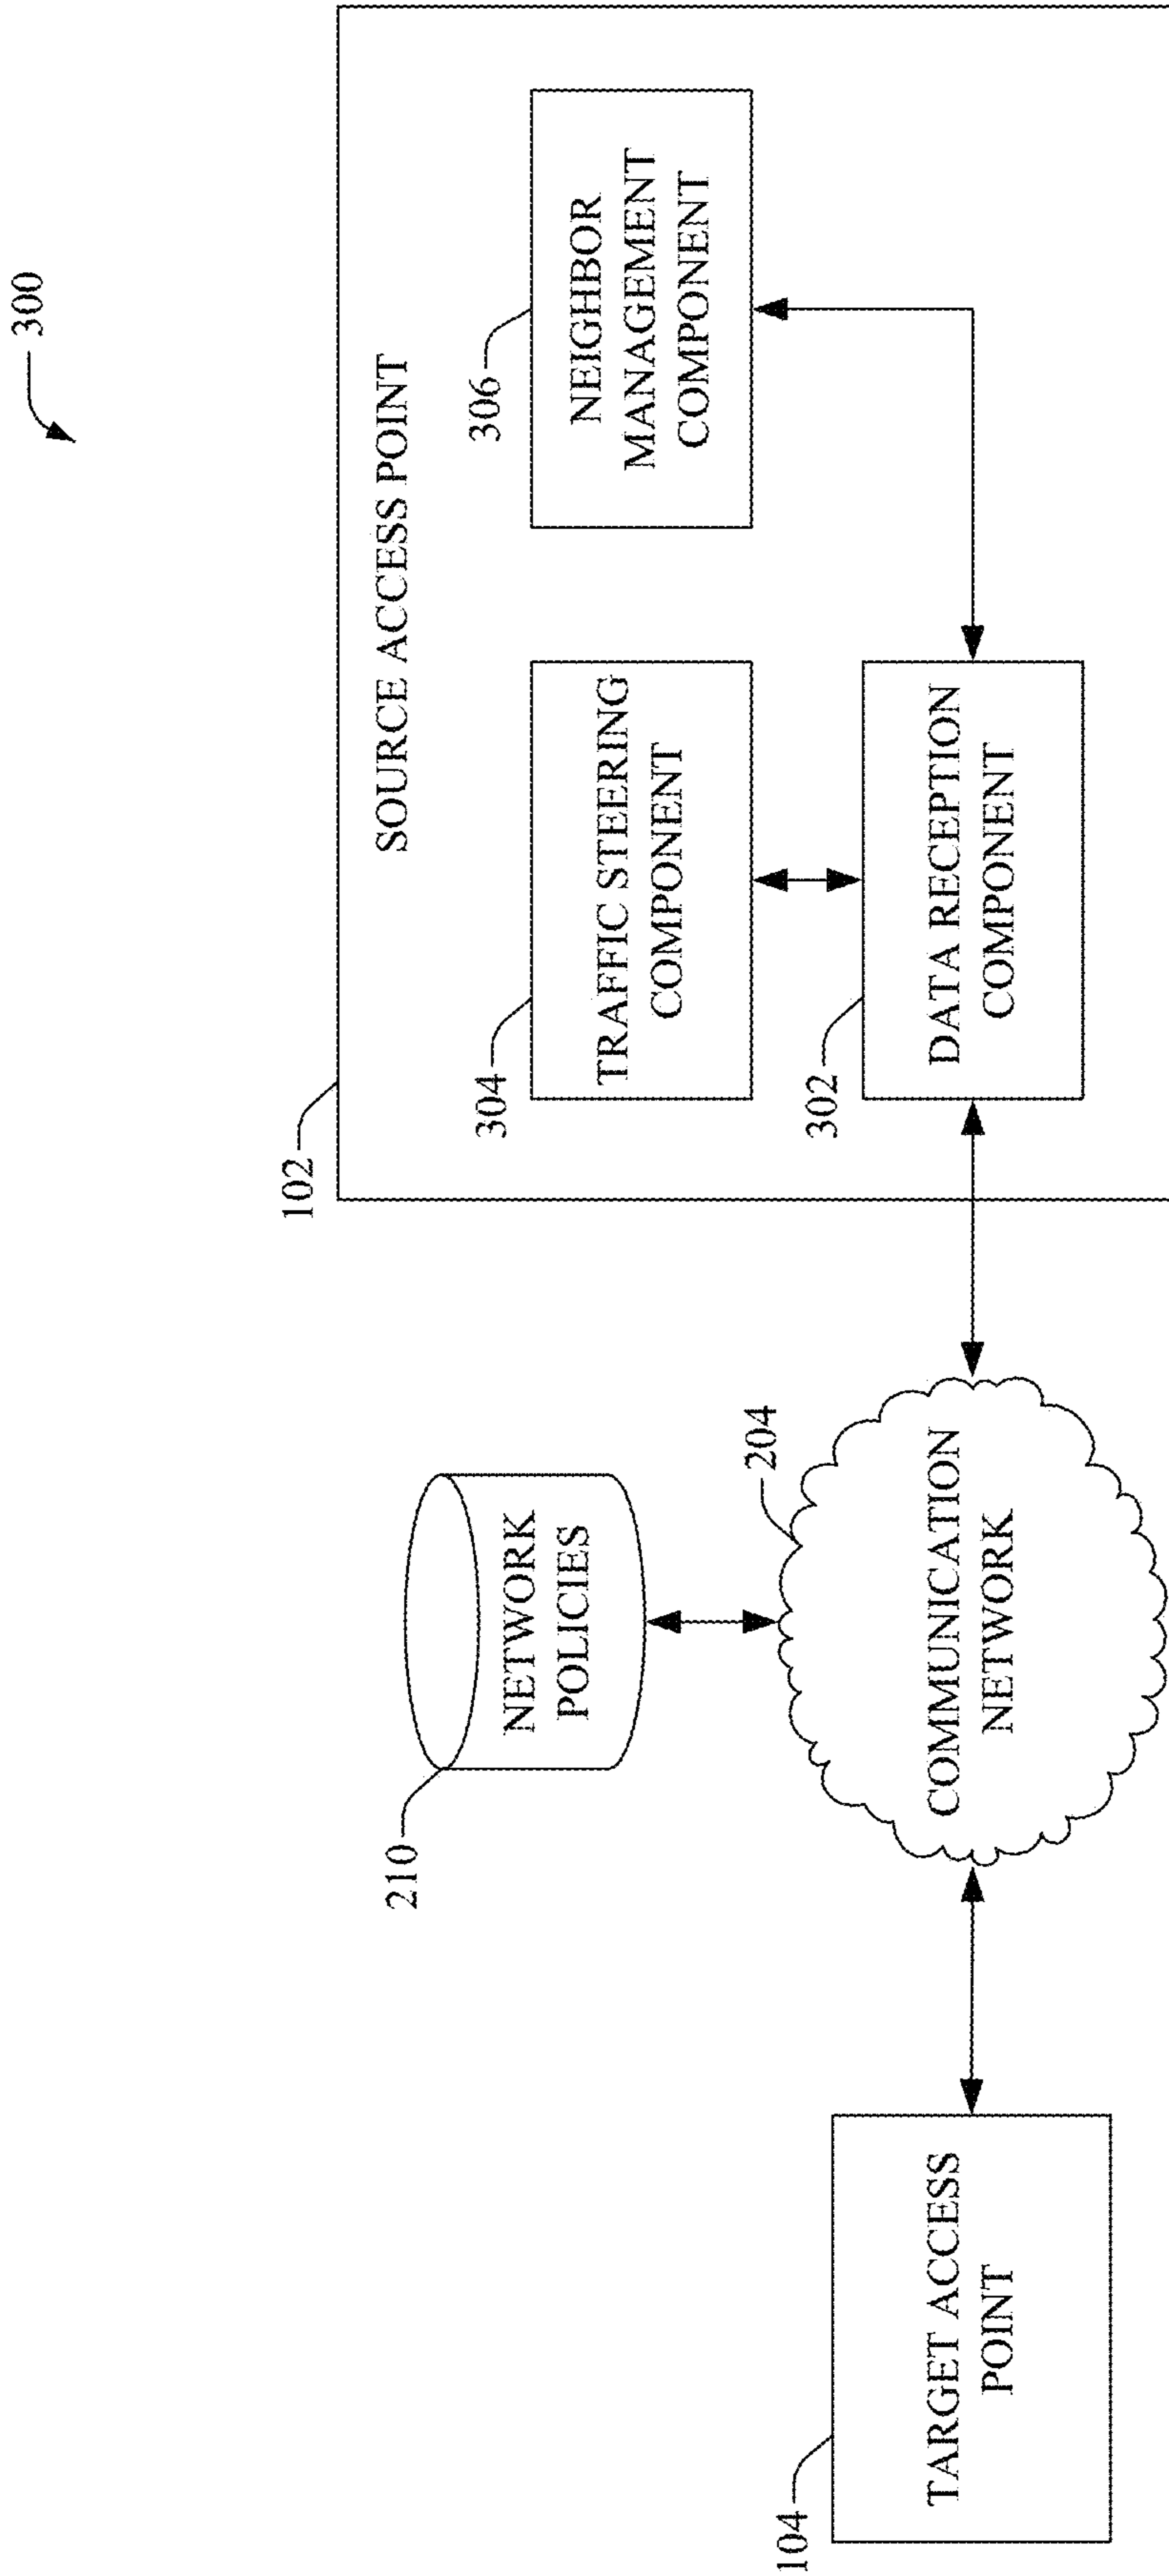 300
102
SOURCE ACCESS POINT
304
TRAFFIC STEERING
COMPONENT
306
NEIGHBOR
MANAGEMENT
COMPONENT
302
DATA RECEPTION
COMPONENT
210
NETWORK
POLICIES
204
COMMUNICATION
NETWORK
104
TARGET ACCESS
POINT